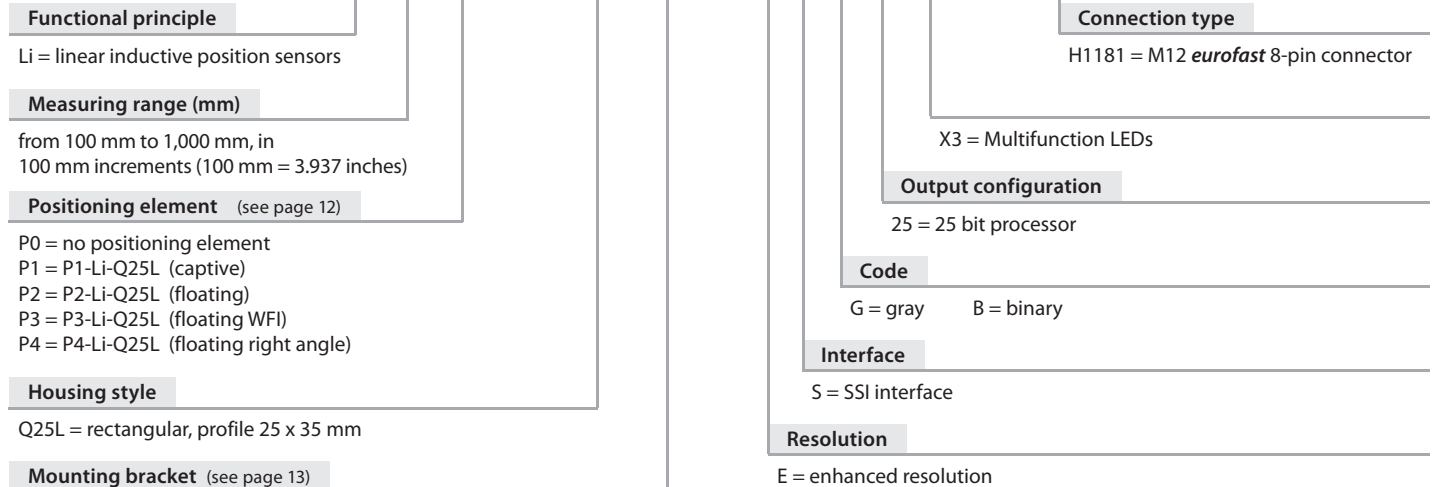 Functional principle
Li = linear inductive position sensors
Measuring range (mm)
from 100 mm to 1,000 mm, in
100 mm increments (100 mm = 3.937 inches)
Positioning element (see page 12)
P0 = no positioning element
P1 = P1-Li-Q25L (captive)
P2 = P2-Li-Q25L (floating)
P3 = P3-Li-Q25L (floating WFI)
P4 = P4-Li-Q25L (floating right angle)
Housing style
Q25L = rectangular, profile 25 x 35 mm
Mounting bracket (see page 13)
Connection type
H1181 = M12 eurofast 8-pin connector
X3 = Multifunction LEDs
Output configuration
25 = 25 bit processor
Code
G = gray B = binary
Interface
S = SSI interface
Resolution
E = enhanced resolution